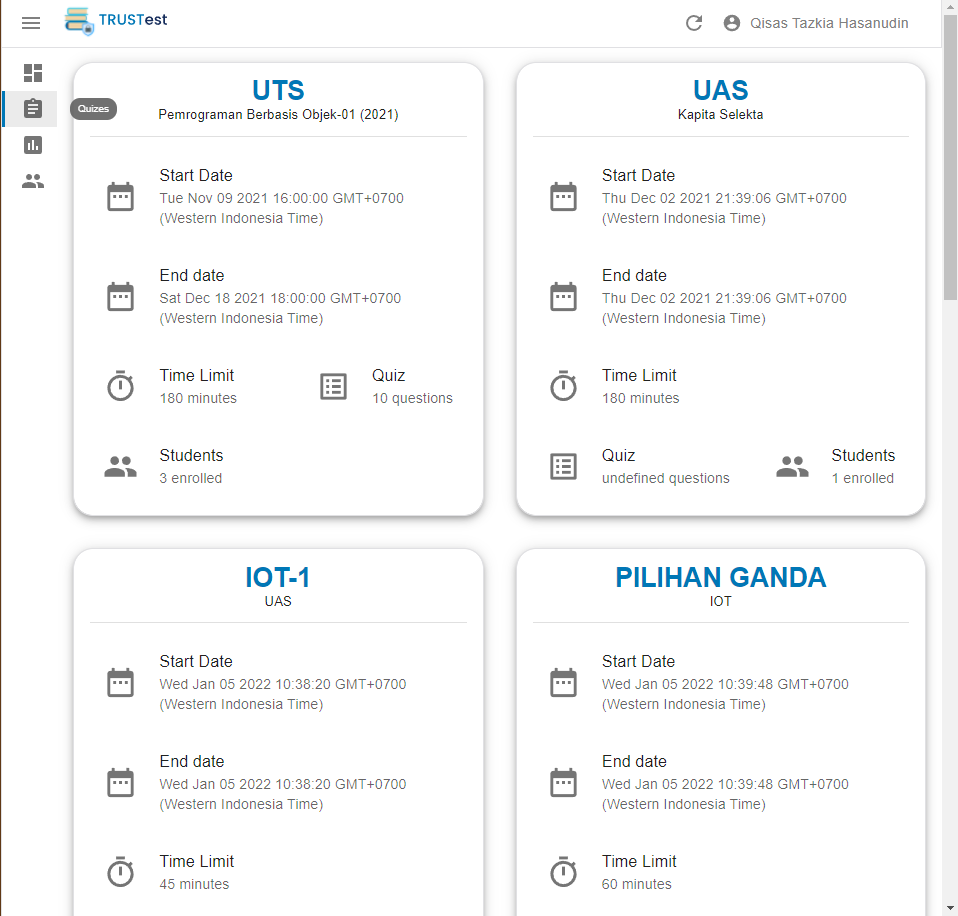 TRUSTest
Qisas Tazkia Hasanudin
Quizes
UTS
Pemrograman Berbasis Objek-01 (2021)
Start Date
Tue Nov 09 2021 16:00:00 GMT+0700
(Western Indonesia Time)
End date
Sat Dec 18 2021 18:00:00 GMT+0700
(Western Indonesia Time)
Time Limit
180 minutes
Quiz
10 questions
Students
3 enrolled
UAS
Kapita Selekta
Start Date
Thu Dec 02 2021 21:39:06 GMT+0700
(Western Indonesia Time)
End date
Thu Dec 02 2021 21:39:06 GMT+0700
(Western Indonesia Time)
Time Limit
180 minutes
Quiz
undefined questions
Students
1 enrolled
IOT-1
UAS
Start Date
Wed Jan 05 2022 10:38:20 GMT+0700
(Western Indonesia Time)
End date
Wed Jan 05 2022 10:38:20 GMT+0700
(Western Indonesia Time)
Time Limit
45 minutes
PILIHAN GANDA
IOT
Start Date
Wed Jan 05 2022 10:39:48 GMT+0700
(Western Indonesia Time)
End date
Wed Jan 05 2022 10:39:48 GMT+0700
(Western Indonesia Time)
Time Limit
60 minutes